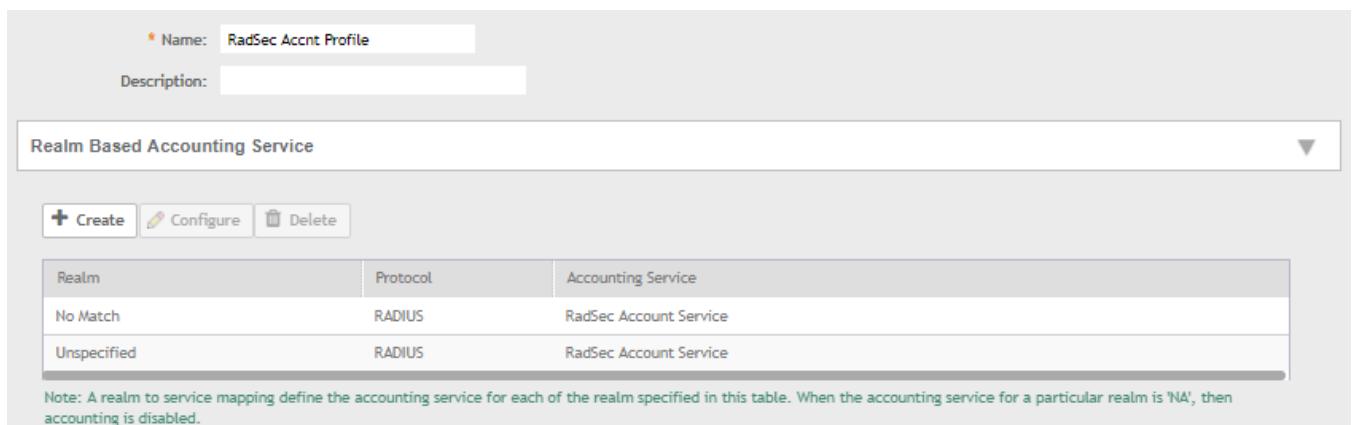 * Name: RadSec Accnt Profile
Description:
Realm Based Accounting Service
+ Create Configure Delete
Realm Protocol Accounting Service
No Match RADIUS RadSec Account Service
Unspecified RADIUS RadSec Account Service
Note: A realm to service mapping define the accounting service for each of the realm specified in this table. When the accounting service for a particular realm is 'NA', then
accounting is disabled.